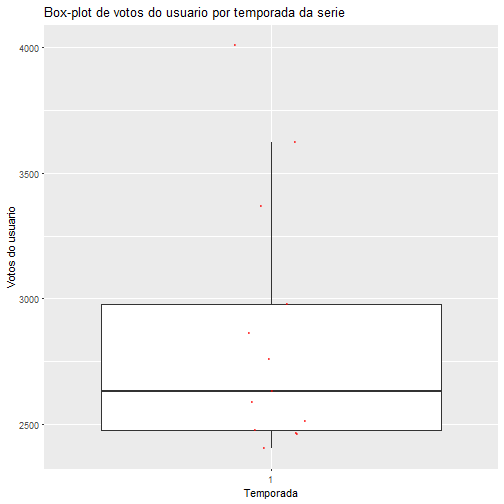 Box-plot de votos do usuario por temporada da serie
4000
3500
3000
2500
Votos do usuario
1
Temporada